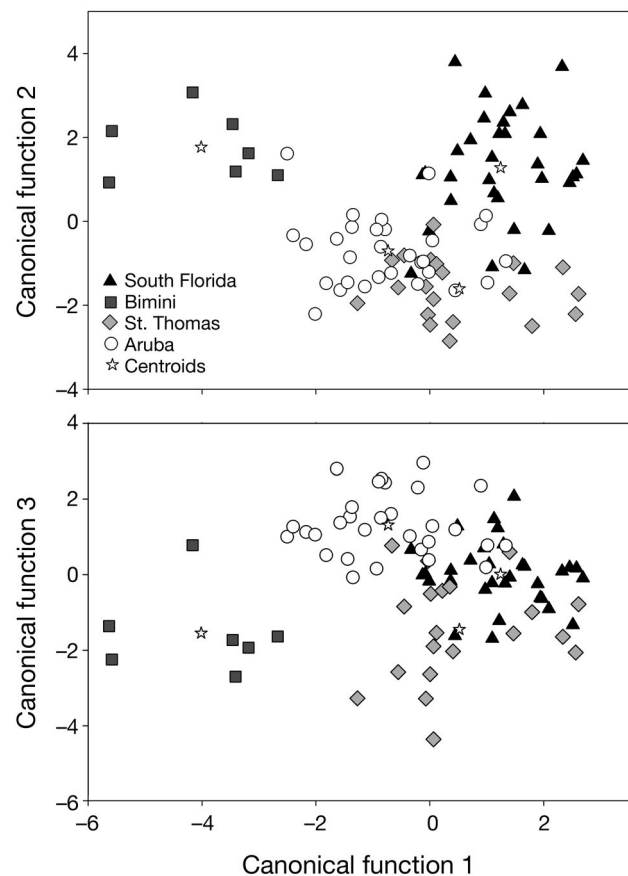 4
2
0
−2
−4
Canonical function 2
South Florida
Bimini
St. Thomas
Aruba
Centroids
4
2
0
−2
−4
−6
Canonical function 3
−6
−4
−2
0
2
Canonical function 1